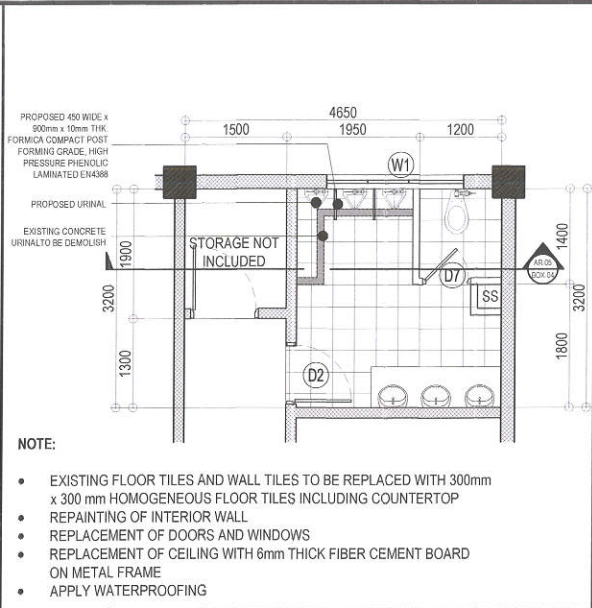 PROPOSED 450 WIDE x
900mm x 10mm THK.
FORMICA COMPACT POST
FORMING GRADE, HIGH
PRESSURE PHENOLIC
LAMINATED EN4388
PROPOSED URINAL
EXISTING CONCRETE
URINALTO BE DEMOLISH
4650
1500
1950
1200
W1
STORAGE NOT
INCLUDED
1900
3200
1300
D7
D2
SS
1400
3200
1800
AR.05
BOX.04
NOTE:
• EXISTING FLOOR TILES AND WALL TILES TO BE REPLACED WITH 300mm
x 300 mm HOMOGENEOUS FLOOR TILES INCLUDING COUNTERTOP
• REPAINTING OF INTERIOR WALL
• REPLACEMENT OF DOORS AND WINDOWS
• REPLACEMENT OF CEILING WITH 6mm THICK FIBER CEMENT BOARD
ON METAL FRAME
• APPLY WATERPROOFING